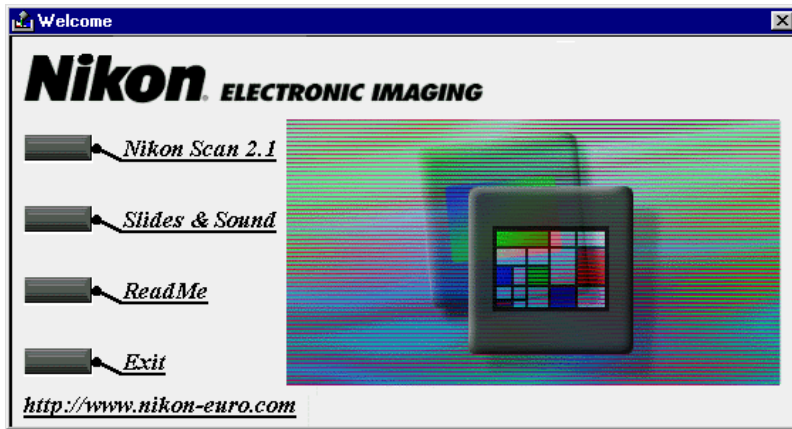 Welcome
Nikon ELECTRONIC IMAGING
Nikon Scan 2.1
Slides & Sound
ReadMe
Exit
http://www.nikon-euro.com